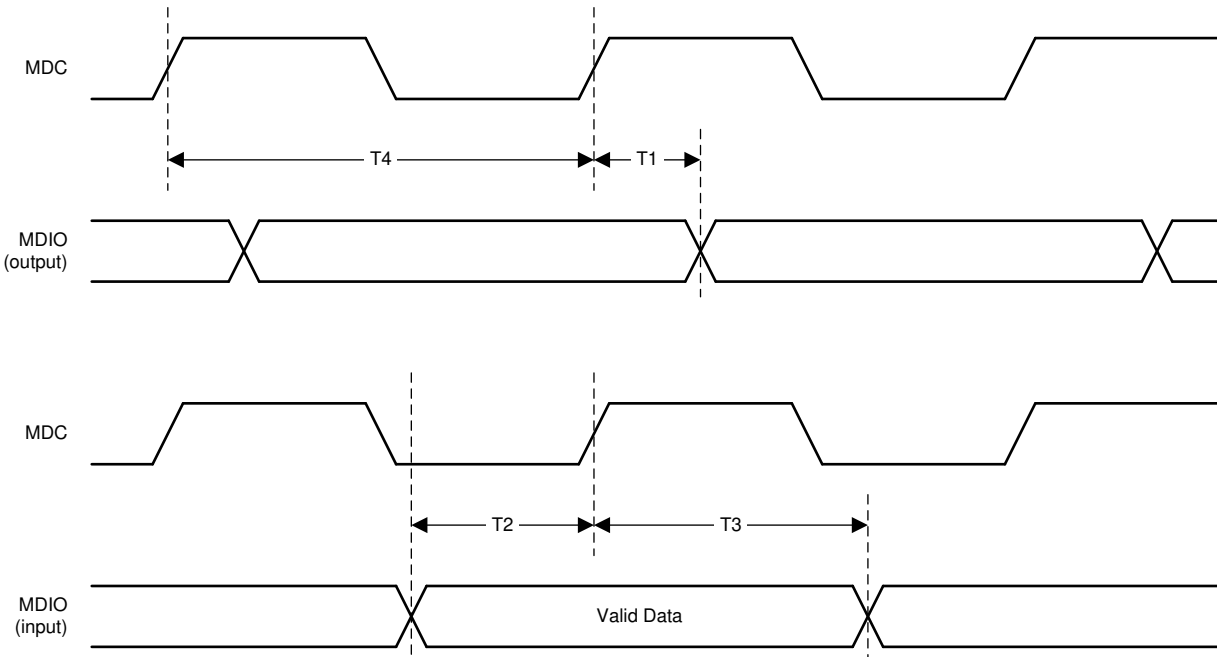 MDC
T4
T1
MDIO
(output)
MDC
T2
T3
MDIO
(input)
Valid Data